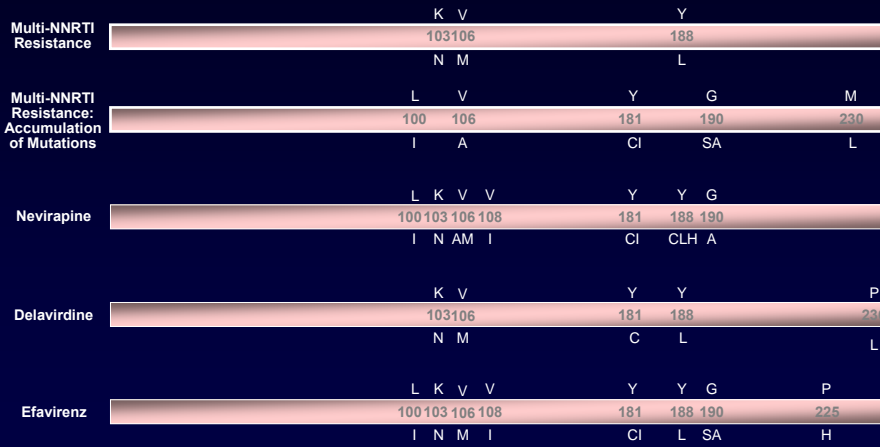 K V Y
Multi-NNRTI
Resistance
103 106 188
N M L
L V Y G M
Multi-NNRTI
Resistance:
Accumulation
of Mutations
100 106 181 190 230
I A CI SA L
L K V V Y Y G
Nevirapine
100 103 106 108 181 188 190
I N AM I CI CLH A
K V Y Y P
Delavirdine
103 106 181 188
N M C L L
L K V V Y Y G P
Efavirenz
100 103 106 108 181 188 190 225
I N M I CI L SA H